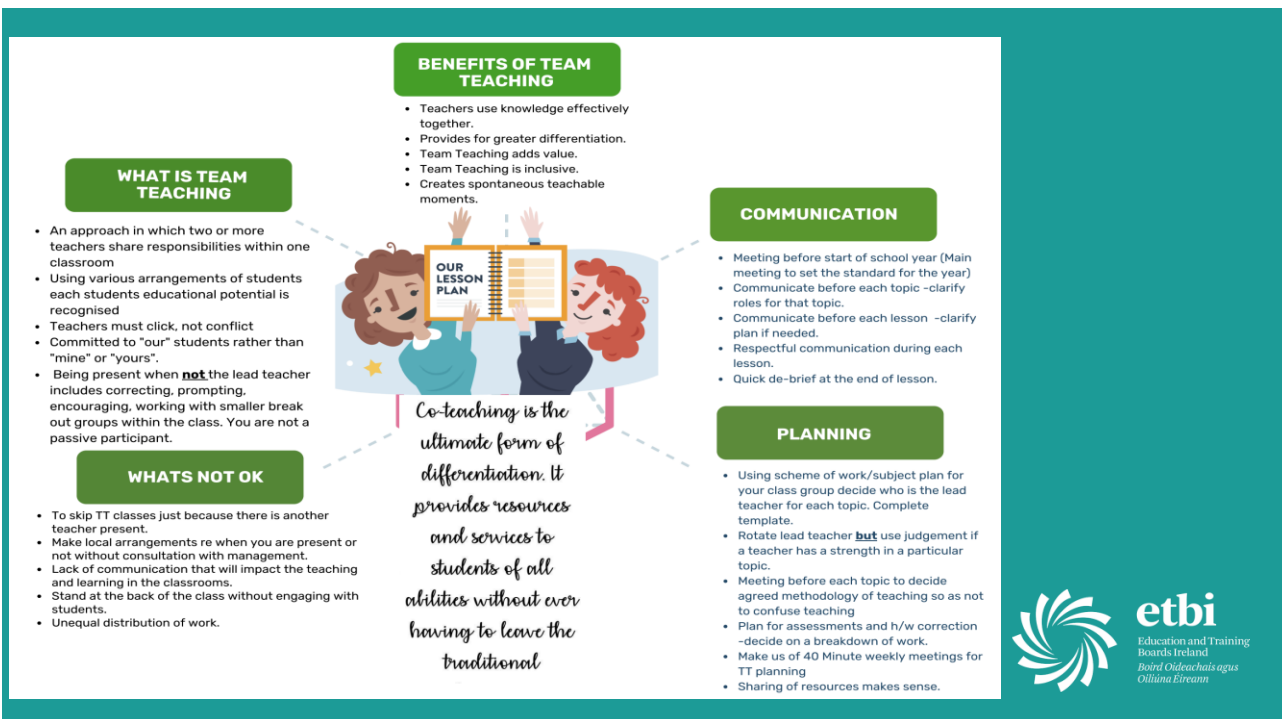 BENEFITS OF TEAM
TEACHING
• Teachers use knowledge effectively
together.
• Provides for greater differentiation.
• Team Teaching adds value.
• Team Teaching is inclusive.
• Creates spontaneous teachable
moments.
WHAT IS TEAM
TEACHING
• An approach in which two or more
teachers share responsibilities within one
classroom
• Using various arrangements of students
each students educational potential is
recognised
• Teachers must click, not conflict
• Committed to "our" students rather than
"mine" or "yours".
• Being present when not the lead teacher
includes correcting, prompting,
encouraging, working with smaller break
out groups within the class. You are not a
passive participant.
WHATS NOT OK
• To skip TT classes just because there is another
teacher present.
• Make local arrangements re when you are present or
not without consultation with management.
• Lack of communication that will impact the teaching
and learning in the classrooms.
• Stand at the back of the class without engaging with
students.
• Unequal distribution of work.
OUR
LESSON
PLAN
Co-teaching is the
ultimate form of
differentiation. It
provides resources
and services to
students of all
abilities without ever
having to leave the
traditional
COMMUNICATION
• Meeting before start of school year (Main
meeting to set the standard for the year)
• Communicate before each topic -clarify
roles for that topic.
• Communicate before each lesson -clarify
plan if needed.
• Respectful communication during each
lesson.
• Quick de-brief at the end of lesson.
PLANNING
• Using scheme of work/subject plan for
your class group decide who is the lead
teacher for each topic. Complete
template.
• Rotate lead teacher but use judgement if
a teacher has a strength in a particular
topic.
• Meeting before each topic to decide
agreed methodology of teaching so as not
to confuse teaching
• Plan for assessments and h/w correction
-decide on a breakdown of work.
• Make us of 40 Minute weekly meetings for
TT planning
• Sharing of resources makes sense.
etbi
Education and Training
Boards Ireland
Boird Oideachais agus
Oiliúna Éireann